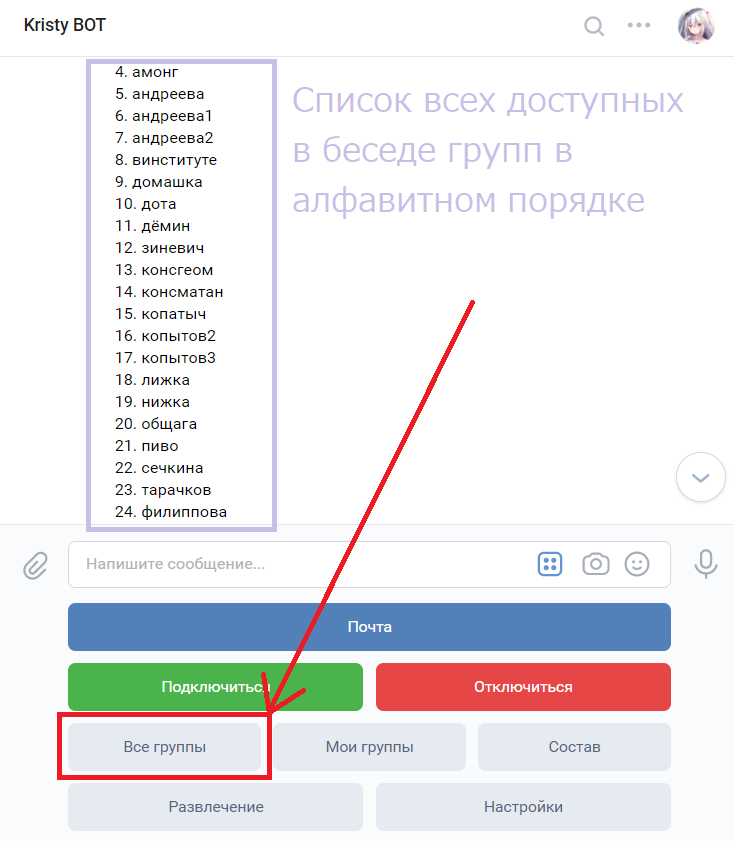 Kristy BOT
4. амонг
5. андреева
6. андреева1
7. андреева2
8. винституте
9. домашка
10. дота
11. дёмин
12. зиневич
13. консгеом
14. консматан
15. копатыч
16. копытов2
17. копытов3
18. лижка
19. нижка
20. общага
21. пиво
22. сечкина
23. тарачков
24. филиппова
Список всех доступных
в беседе групп в
алфавитном порядке
Напишите сообщение...
Почта
Подключиться
Отключиться
Все группы
Мои группы
Состав
Развлечение
Настройки